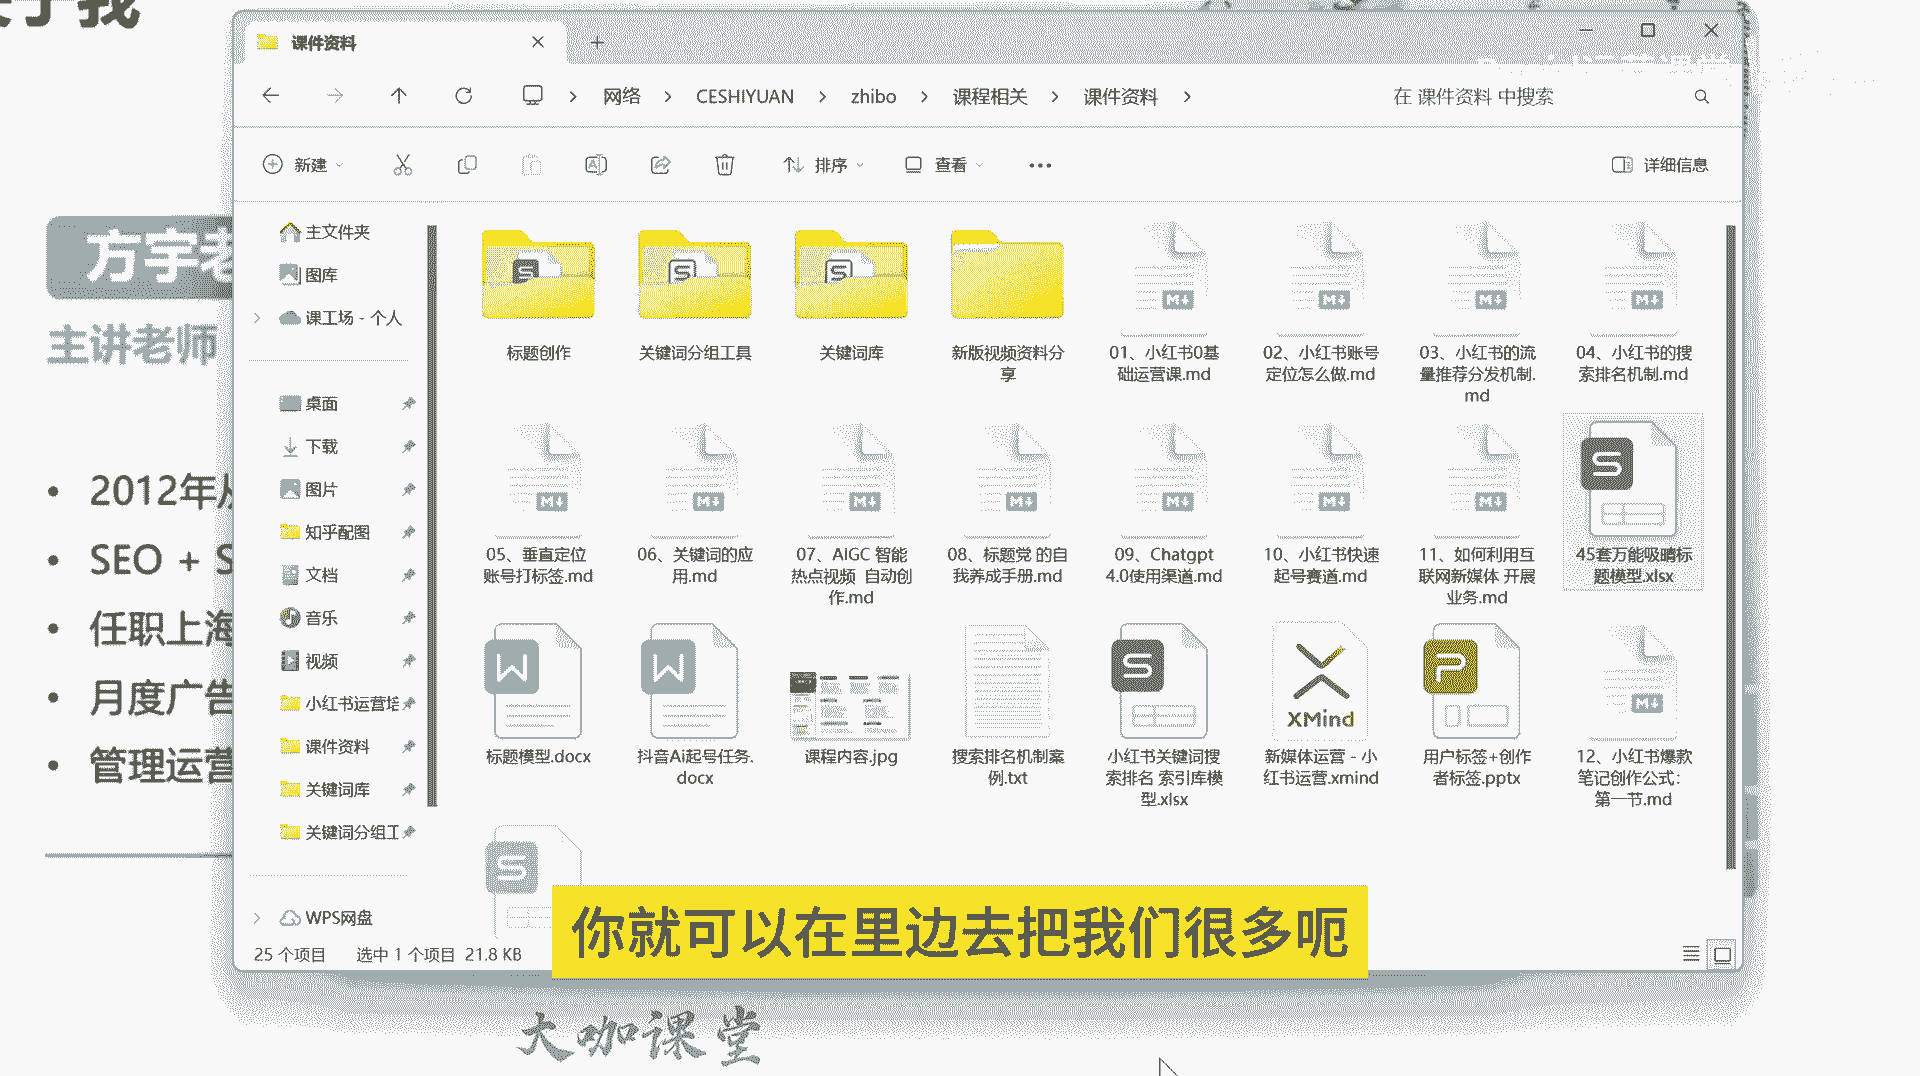 课件资料
网络
CESHIYUAN
zhibo
课程相关
课件资料
在 课件资料 中搜索
新建
排序
查看
详细信息
主文件夹
图库
课工场 - 个人
桌面
下载
图片
知乎配图
文档
音乐
视频
小红书运营培
课件资料
关键词库
关键词分组工
WPS网盘
标题创作
关键词分组工具
关键词库
新版视频资料分
享
01、小红书0基
础运营课.md
02、小红书账号
定位怎么做.md
03、小红书的流
量推荐分发机制.
md
04、小红书的搜
索排名机制.md
05、垂直定位
账号打标签.md
06、关键词的应
用.md
07、AIGC 智能
热点视频 自动创
作.md
08、标题党 的自
我养成手册.md
09、Chatgpt
4.0使用渠道.md
10、小红书快速
起号赛道.md
11、如何利用互
联网新媒体 开展
业务.md
45套万能吸睛标
题模型.xlsx
标题模型.docx
抖音Ai起号任务.
docx
课程内容.jpg
搜索排名机制案
例.txt
小红书关键词搜
索排名 索引库模
型.xlsx
XMind
新媒体运营 - 小
红书运营.xmind
用户标签+创作
者标签.pptx
12、小红书爆款
笔记创作公式：
第一节.md
25 个项目
选中 1 个项目 21.8 KB
方宇老
主讲老师
2012年从
SEO + S
任职上海
月度广告
管理运营
你就可以在里边去把我们很多呃
大咖课堂